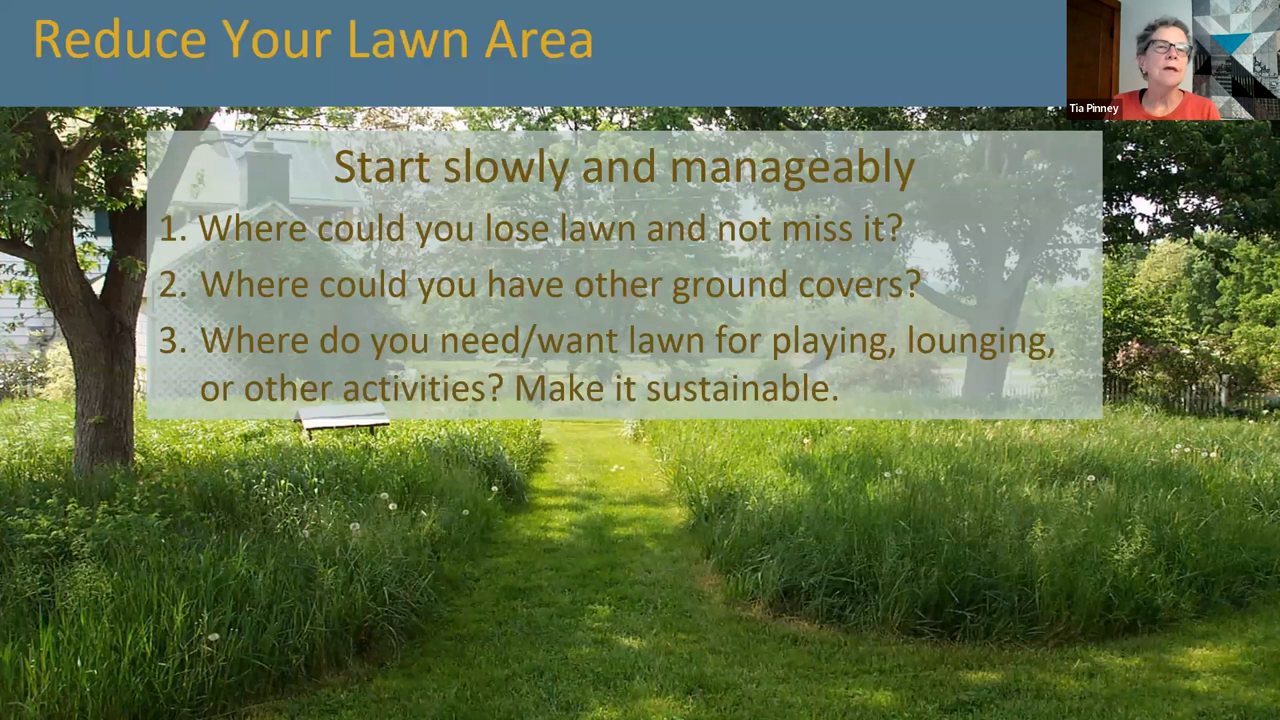 Reduce Your Lawn Area
Tia Pinney
Start slowly and manageably
1. Where could you lose lawn and not miss it?
2. Where could you have other ground covers?
3. Where do you need/want lawn for playing, lounging,
or other activities? Make it sustainable.